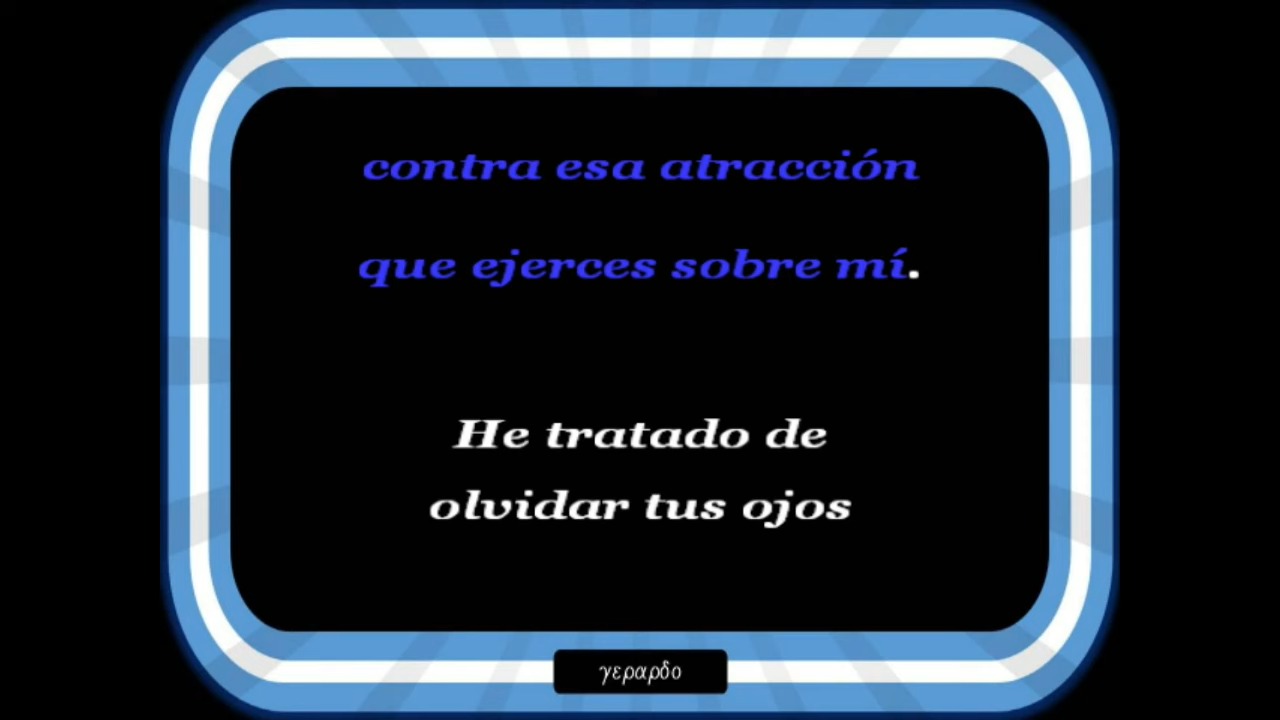 contra esa atracción
que ejerces sobre mí.
He tratado de
olvidar tus ojos
γεραρδο